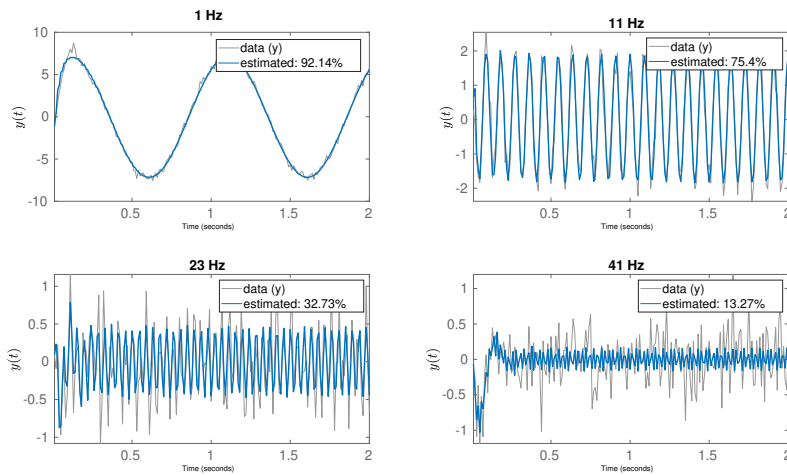 1 Hz
10
5
0
-5
-10
y(t)
data (y)
estimated: 92.14%
0.5
1
1.5
2
Time (seconds)
11 Hz
2
1
0
-1
-2
y(t)
data (y)
estimated: 75.4%
0.5
1
1.5
2
Time (seconds)
23 Hz
1
0.5
0
-0.5
-1
y(t)
data (y)
estimated: 32.73%
0.5
1
1.5
2
Time (seconds)
41 Hz
1
0.5
0
-0.5
-1
y(t)
data (y)
estimated: 13.27%
0.5
1
1.5
2
Time (seconds)